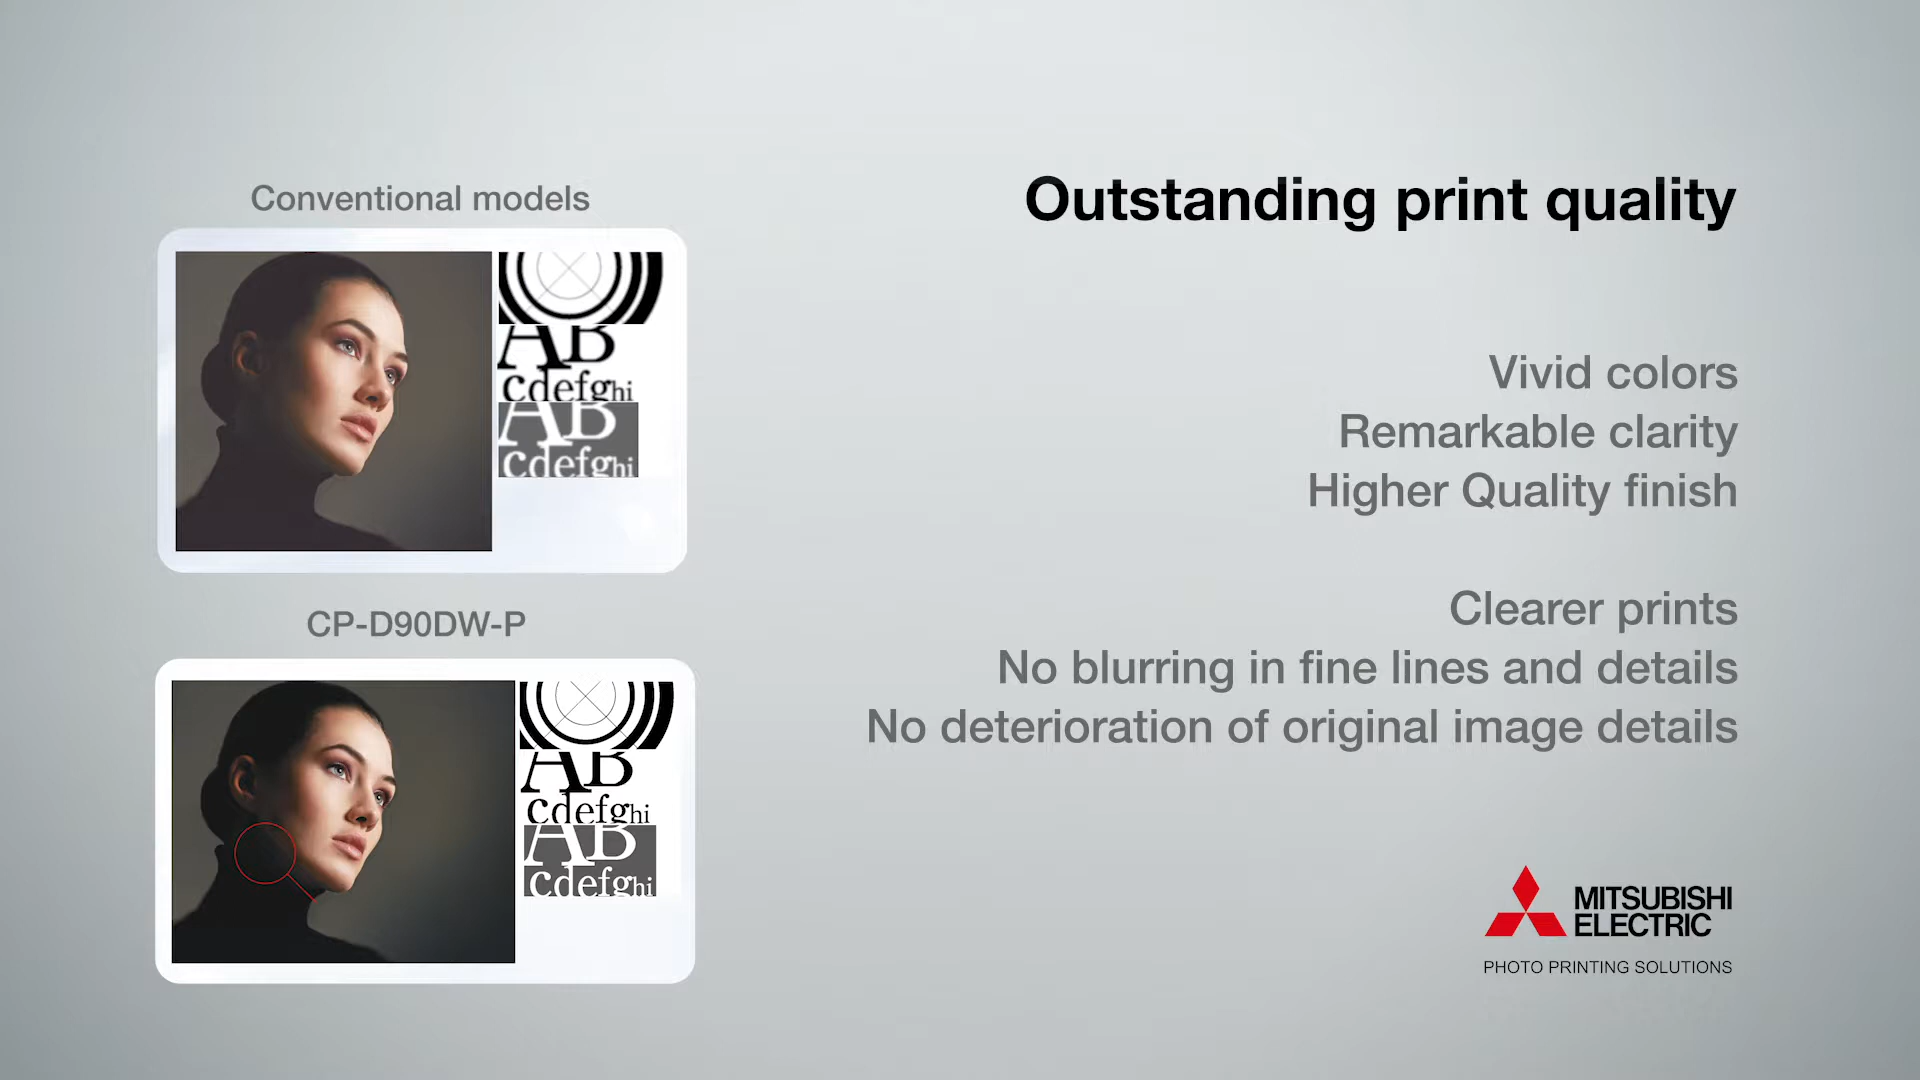 Conventional models
AB
cdefghi
AB
cdefghi
CP-D90DW-P
AB
cdefghi
AB
cdefghi
Outstanding print quality
Vivid colors
Remarkable clarity
Higher Quality finish
Clearer prints
No blurring in fine lines and details
No deterioration of original image details
MITSUBISHI
ELECTRIC
PHOTO PRINTING SOLUTIONS